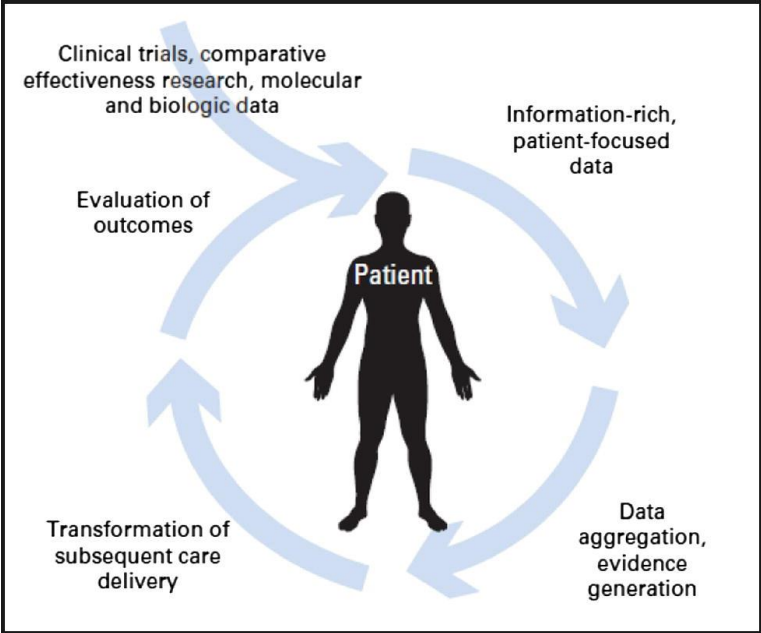 Clinical trials, comparative
effectiveness research, molecular
and biologic data
Information-rich,
patient-focused
data
Evaluation of
outcomes
Patient
Data
aggregation,
evidence
generation
Transformation of
subsequent care
delivery